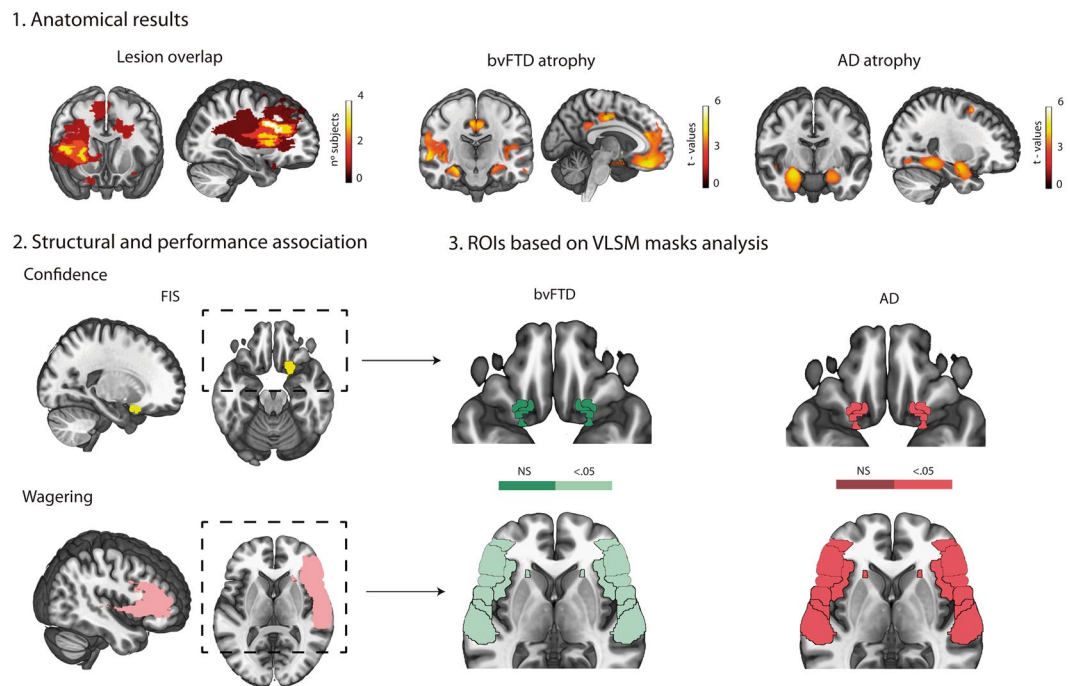 1. Anatomical results
Lesion overlap
bvFTD atrophy
AD atrophy
4
2
0
nº subjects
6
3
0
t - values
6
3
0
t - values
2. Structural and performance association
3. ROIs based on VLSM masks analysis
Confidence
FIS
bvFTD
AD
NS <.05
NS <.05
Wagering